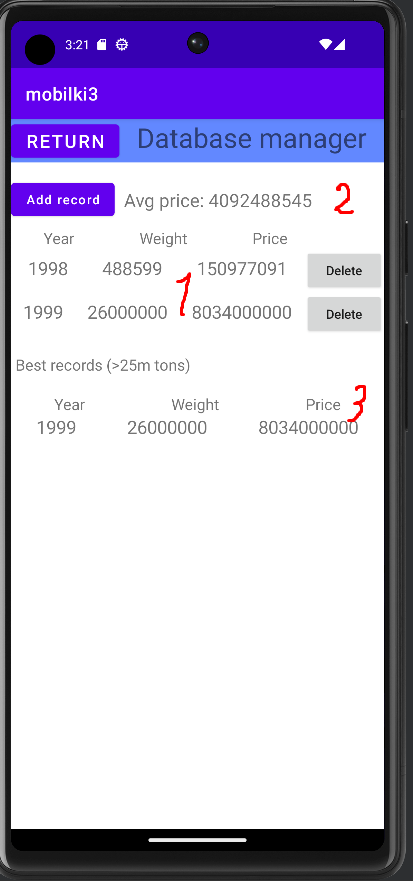 3:21
mobilki3
RETURN Database manager
Add record Avg price: 4092488545 2
Year Weight Price
1998 488599 150977091 Delete
1
1999 26000000 8034000000 Delete
Best records (>25m tons)
Year Weight Price 3
1999 26000000 8034000000